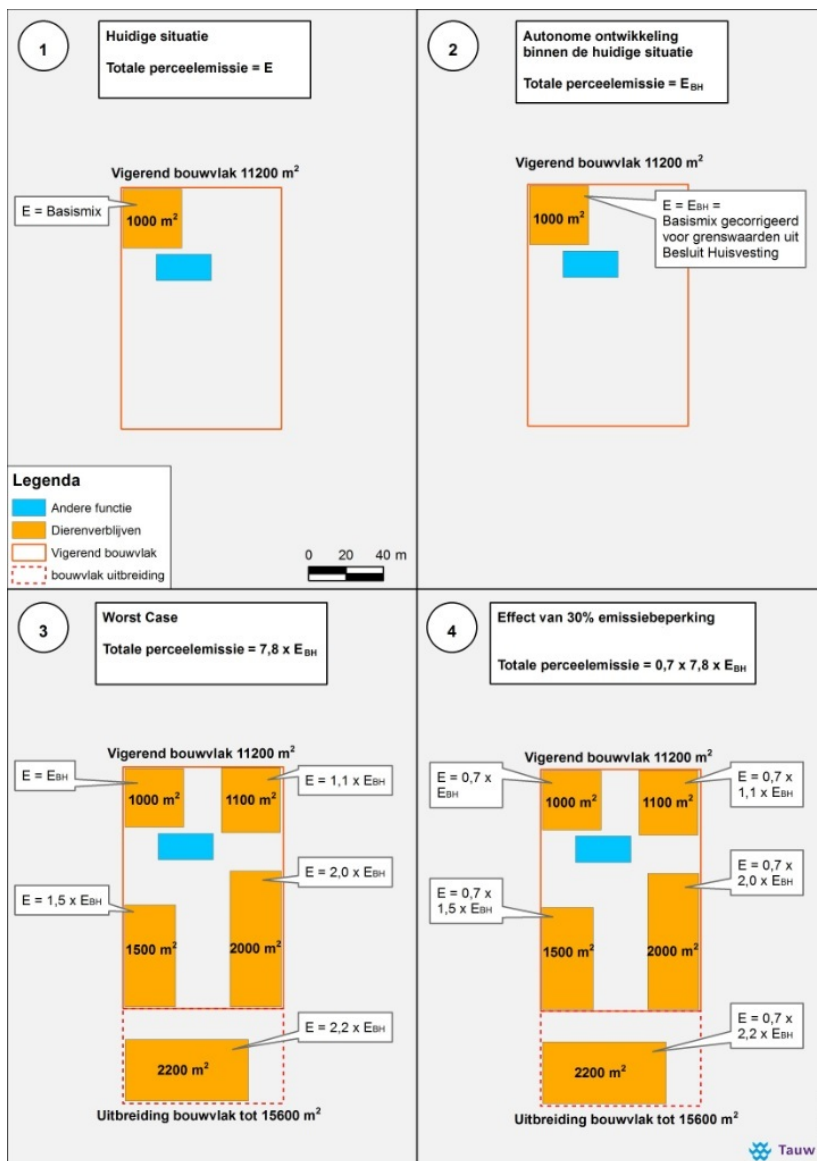 1
Huidige situatie
Totale perceelemissie = E
Vigerend bouwvlak 11200 m²
E = Basismix
1000 m²
2
Autonome ontwikkeling
binnen de huidige situatie
Totale perceelemissie = EBH
Vigerend bouwvlak 11200 m²
1000 m²
E = EBH =
Basismix gecorrigeerd
voor grenswaarden uit
Besluit Huisvesting
Legenda
Andere functie
Dierenverblijven
Vigerend bouwvlak
bouwvlak uitbreiding
0 20 40 m
3
Worst Case
Totale perceelemissie = 7,8 x EBH
Vigerend bouwvlak 11200 m²
E = EBH
1000 m²
1100 m²
E = 1,1 x EBH
E = 1,5 x EBH
E = 2,0 x EBH
1500 m²
2000 m²
E = 2,2 x EBH
2200 m²
Uitbreiding bouwvlak tot 15600 m²
4
Effect van 30% emissiebeperking
Totale perceelemissie = 0,7 x 7,8 x EBH
Vigerend bouwvlak 11200 m²
E = 0,7 x
EBH
1000 m²
1100 m²
E = 0,7 x
1,1 x EBH
E = 0,7 x
1,5 x EBH
E = 0,7 x
2,0 x EBH
1500 m²
2000 m²
E = 0,7 x
2,2 x EBH
2200 m²
Uitbreiding bouwvlak tot 15600 m²
Tauw